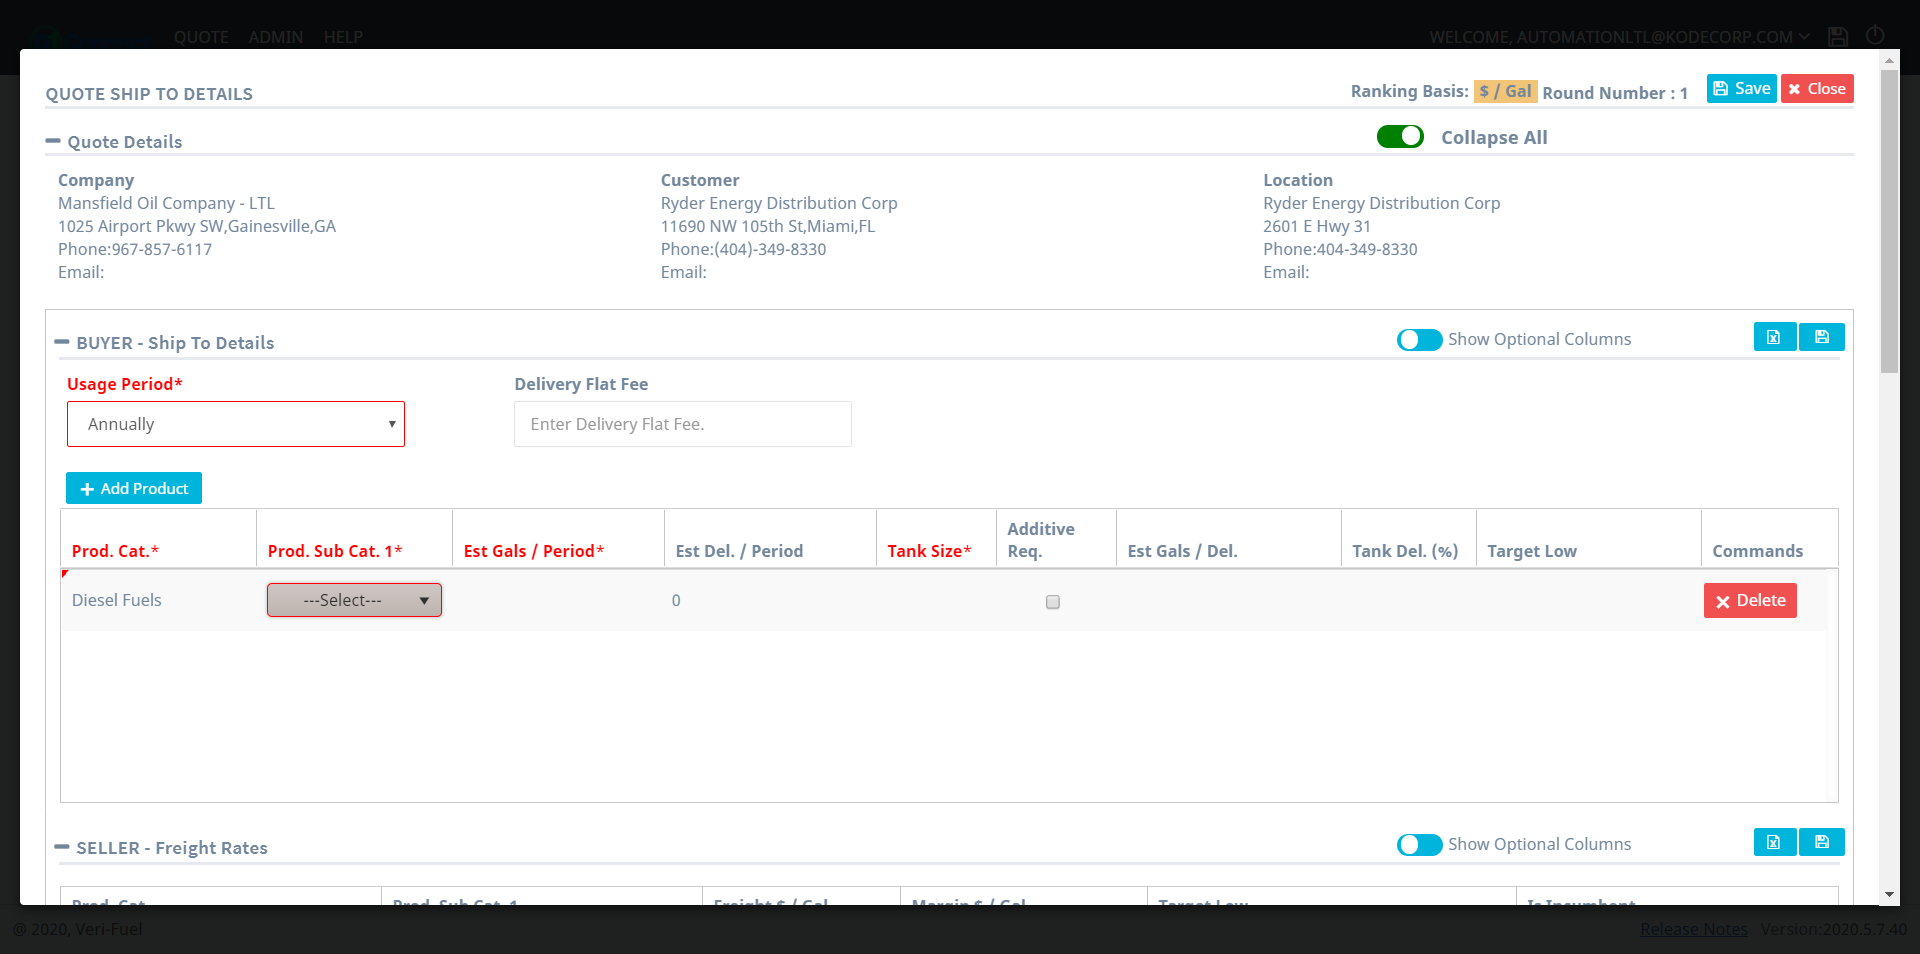 QUOTE ADMIN HELP
WELCOME, AUTOMATIONLTL@KODECORP.COM
QUOTE SHIP TO DETAILS
Ranking Basis: $ / Gal Round Number : 1
Save
Close
Quote Details
Collapse All
Company
Mansfield Oil Company - LTL
1025 Airport Pkwy SW,Gainesville,GA
Phone:967-857-6117
Email:
Customer
Ryder Energy Distribution Corp
11690 NW 105th St,Miami,FL
Phone:(404)-349-8330
Email:
Location
Ryder Energy Distribution Corp
2601 E Hwy 31
Phone:404-349-8330
Email:
BUYER - Ship To Details
Show Optional Columns
Usage Period*
Annually
Delivery Flat Fee
Enter Delivery Flat Fee.
Add Product
Prod. Cat.*
Prod. Sub Cat. 1*
Est Gals / Period*
Est Del. / Period
Tank Size*
Additive
Req.
Est Gals / Del.
Tank Del. (%)
Target Low
Commands
Diesel Fuels
---Select---
0
Delete
SELLER - Freight Rates
Show Optional Columns
Prod. Cat.
Prod. Sub Cat. 1
Freight $ / Gal
Margin $ / Gal
Target Low
Is Incumbent
@ 2020, Veri-Fuel
Release Notes Version:2020.5.7.40